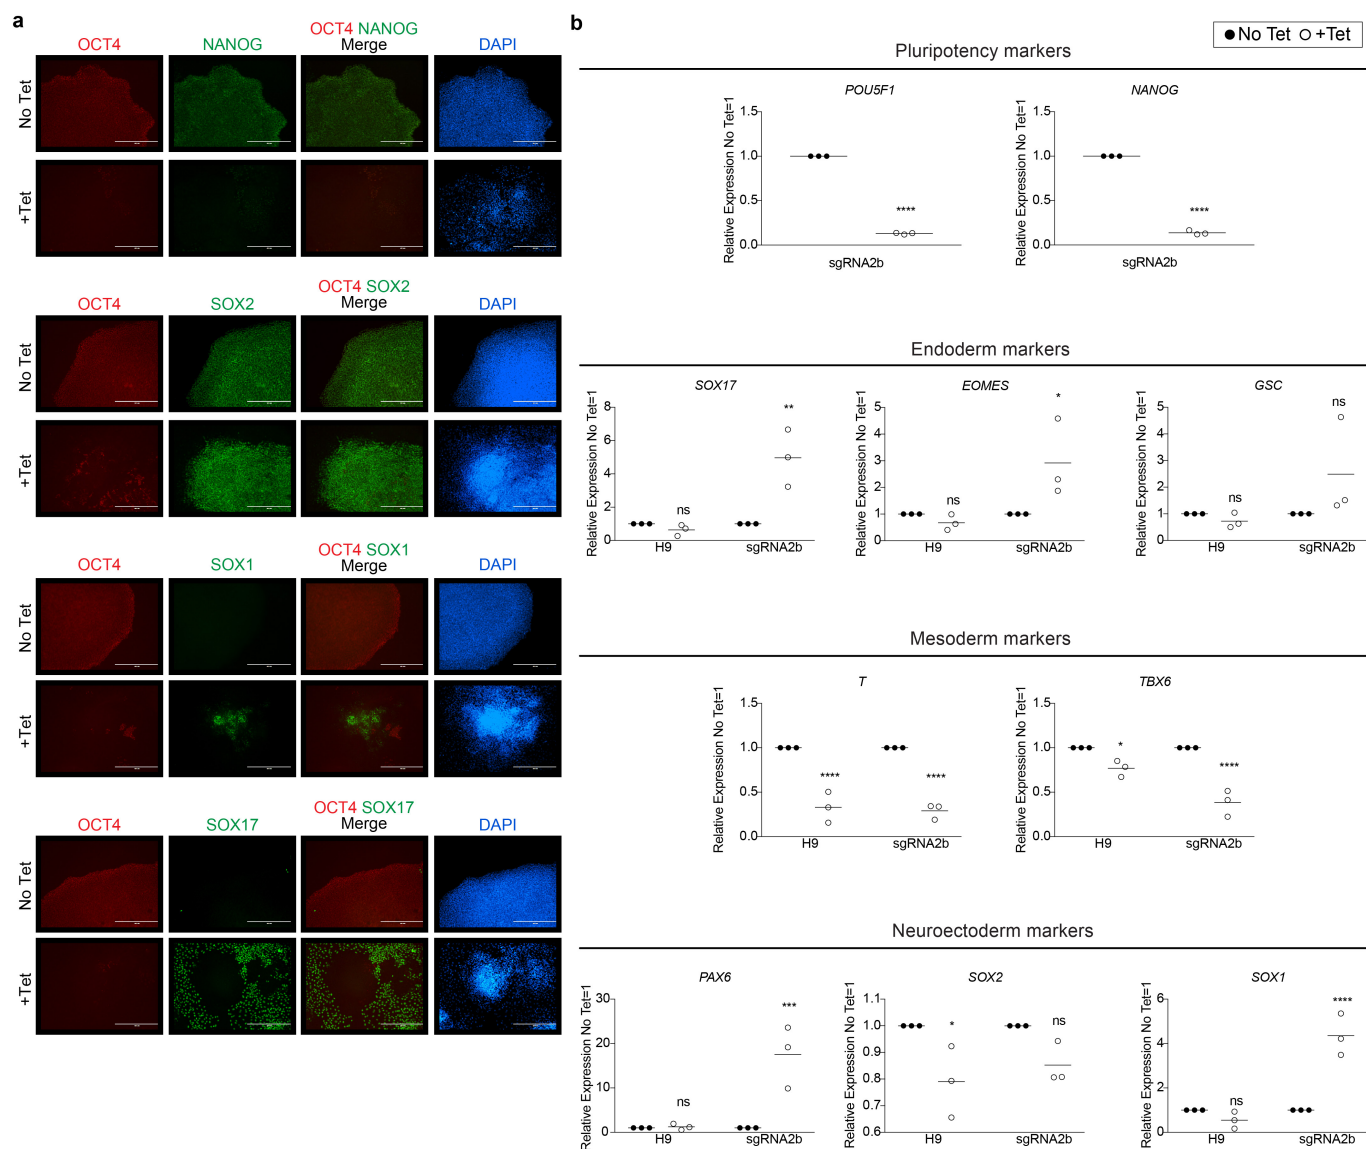 a
OCT4 NANOG OCT4 NANOG Merge DAPI
No Tet
+Tet
OCT4 SOX2 OCT4 SOX2 Merge DAPI
No Tet
+Tet
OCT4 SOX1 OCT4 SOX1 Merge DAPI
No Tet
+Tet
OCT4 SOX17 OCT4 SOX17 Merge DAPI
No Tet
+Tet
b
No Tet +Tet
Pluripotency markers
POU5F1
Relative Expression No Tet=1
1.5
1.0
0.5
0.0
****
sgRNA2b
NANOG
Relative Expression No Tet=1
1.5
1.0
0.5
0.0
****
sgRNA2b
Endoderm markers
SOX17
Relative Expression No Tet=1
8
6
4
2
0
ns
**
H9 sgRNA2b
EOMES
Relative Expression No Tet=1
5
4
3
2
1
0
ns
*
H9 sgRNA2b
GSC
Relative Expression No Tet=1
5
4
3
2
1
0
ns
ns
H9 sgRNA2b
Mesoderm markers
T
Relative Expression No Tet=1
1.5
1.0
0.5
0.0
****
****
H9 sgRNA2b
TBX6
Relative Expression No Tet=1
1.5
1.0
0.5
0.0
*
****
H9 sgRNA2b
Neuroectoderm markers
PAX6
Relative Expression No Tet=1
30
20
10
0
ns
***
H9 sgRNA2b
SOX2
Relative Expression No Tet=1
1.1
1.0
0.9
0.8
0.7
0.6
*
ns
H9 sgRNA2b
SOX1
Relative Expression No Tet=1
6
4
2
0
ns
****
H9 sgRNA2b